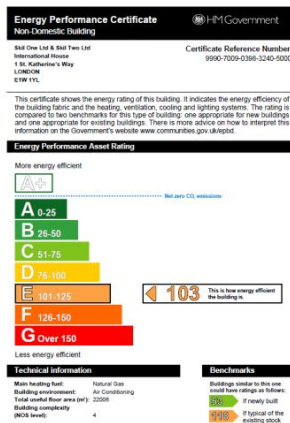 Energy Performance Certificate
Non-Domestic Building
HM Government
Skil One Ltd & Skil Two Ltd
International House
1 St. Katherine's Way
LONDON
E1W 1YL
Certificate Reference Number:
9990-7009-0398-3240-5000
This certificate shows the energy rating of this building. It indicates the energy efficiency of
the building fabric and the heating, ventilation, cooling and lighting systems. The rating is
compared to two benchmarks for this type of building: one appropriate for new buildings
and one appropriate for existing buildings. There is more advice on how to interpret this
information on the Government's website www.communities.gov.uk/epbd.
Energy Performance Asset Rating
More energy efficient
A+
Net zero CO₂ emissions
A 0-25
B 26-50
C 51-75
D 76-100
E 101-125
103
This is how energy efficient
the building is.
F 126-150
G Over 150
Less energy efficient
Technical information
Main heating fuel: Natural Gas
Building environment: Air Conditioning
Total useful floor area (m²): 22008
Building complexity
(NOS level): 4
Benchmarks
Buildings similar to this one
could have ratings as follows:
If newly built
If typical of the
existing stock